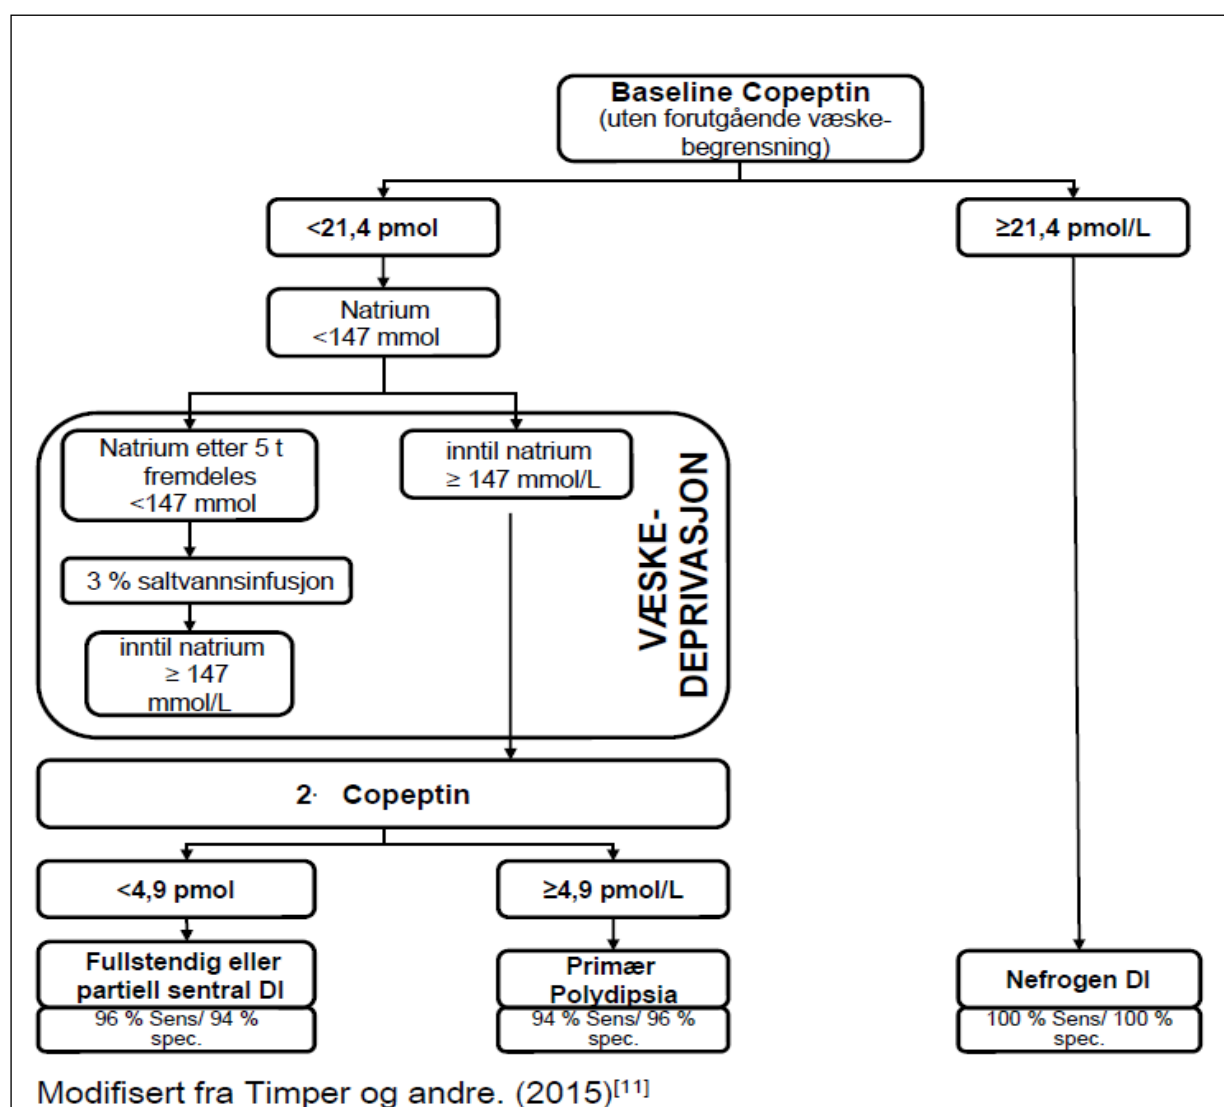 Baseline Copeptin
(uten forutgående væske-
begrensning)
<21,4 pmol
≥21,4 pmol/L
Natrium
<147 mmol
Natrium etter 5 t
fremdeles
<147 mmol
inntil natrium
≥ 147 mmol/L
3 % saltvannsinfusjon
inntil natrium
≥ 147
mmol/L
VÆSKE-
DEPRIVASJON
2. Copeptin
<4,9 pmol
≥4,9 pmol/L
Fullstendig eller
partiell sentral DI
96 % Sens/ 94 %
spec.
Primær
Polydipsia
94 % Sens/ 96 %
spec.
Nefrogen DI
100 % Sens/ 100 %
spec.
Modifisert fra Timper og andre. (2015)[11]